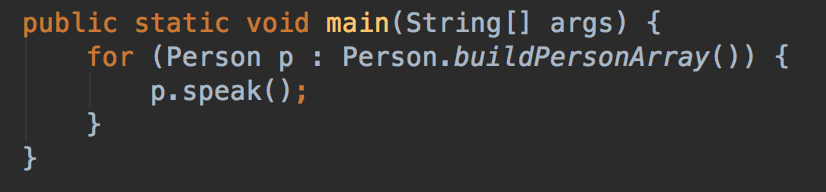 public static void main(String[] args) {
    for (Person p : Person.buildPersonArray()) {
        p.speak();
    }
}